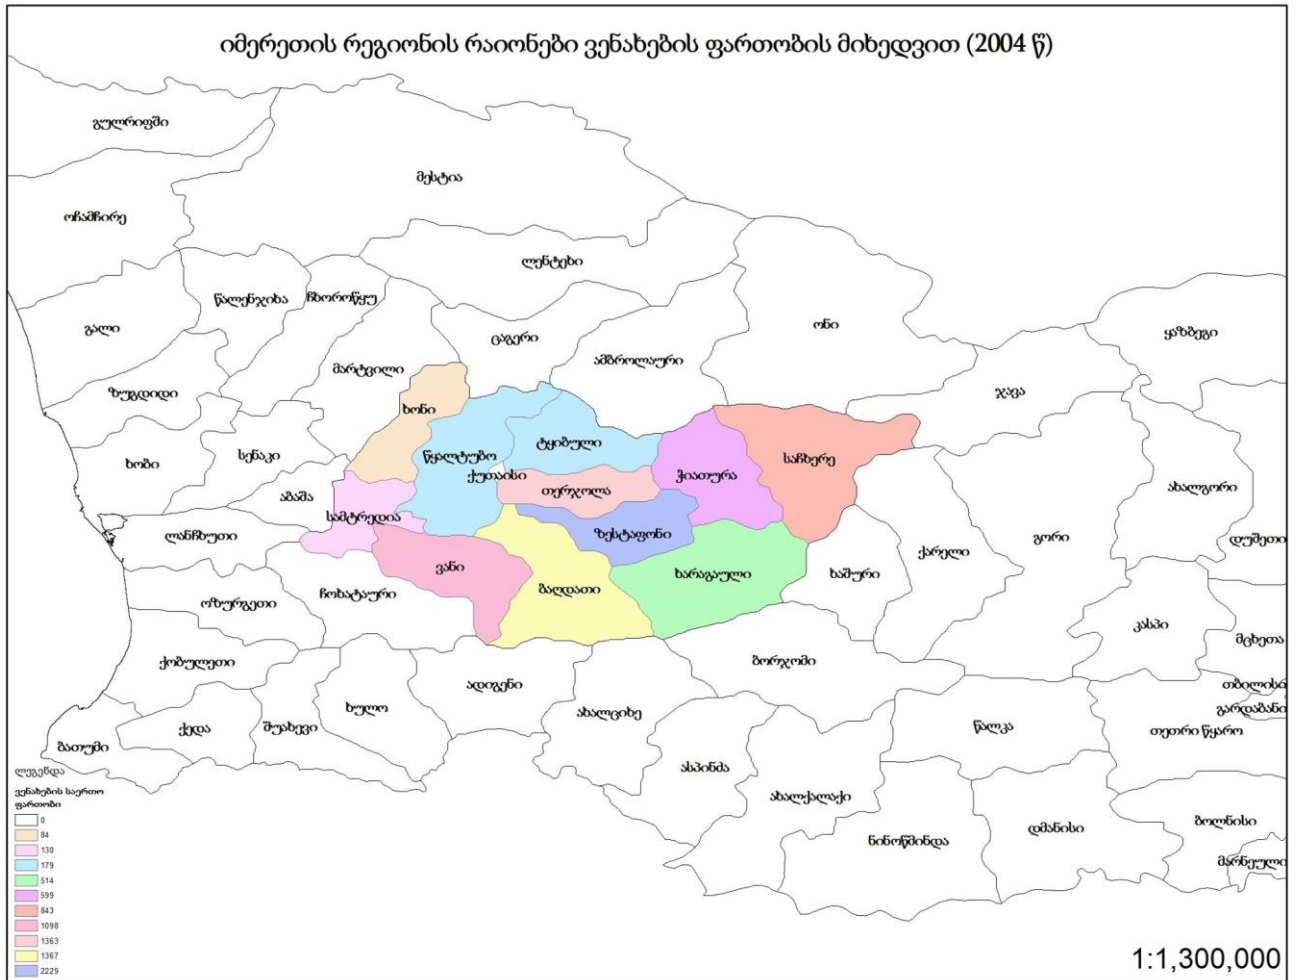 იმერეთის რეგიონის რაიონები ვენახების ფართობის მიხედვით (2004 წ)
გულრიფში
მესტია
ოჩამჩირე
ლენტეხი
წალენჯიხა
ჩხოროწყუ
გალი
ცაგერი
ონი
ყაზბეგი
ამბროლაური
მარტვილი
ზუგდიდი
ჯავა
ხონი
ტყიბული
ხობი
სენაკი
წყალტუბო
საჩხერე
ქუთაისი
ჭიათურა
ახალგორი
თერჯოლა
აბაშა
სამტრედია
ლანჩხუთი
ზესტაფონი
გორი
დუშეთი
ქარელი
ვანი
ხარაგაული
ხაშური
ბაღდათი
ჩოხატაური
ოზურგეთი
კასპი
მცხეთა
ქობულეთი
ბორჯომი
ადიგენი
თბილისი
ხულო
ახალციხე
გარდაბანი
ქედა
შუახევი
წალკა
თეთრი წყარო
ბათუმი
ასპინძა
ახალქალაქი
ბოლნისი
დმანისი
ნინოწმინდა
მარნეული
ლეგენდა
ვენახების საერთო
ფართობი
0
84
130
179
514
599
843
1098
1363
1367
2229
1:1,300,000